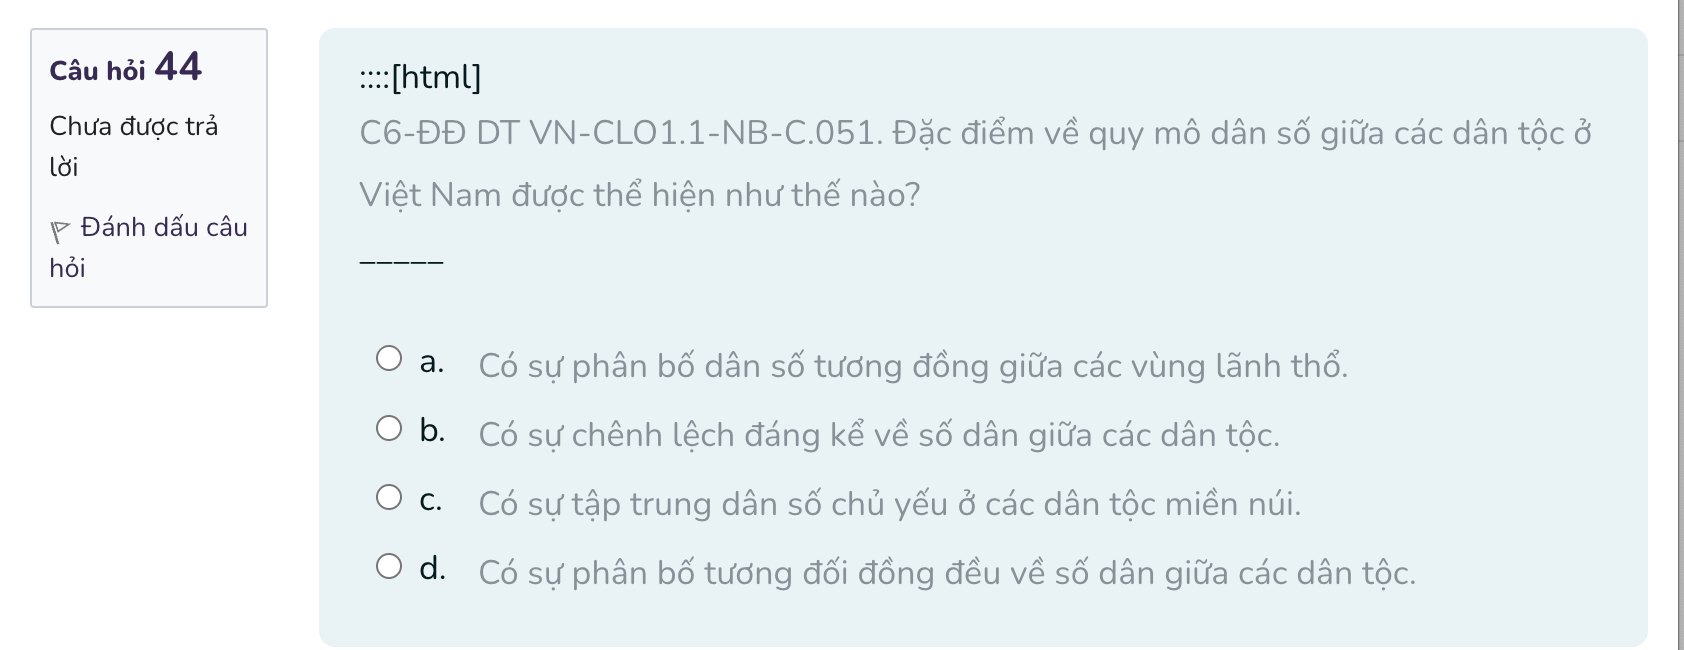 Câu hỏi 44
Chưa được trả
lời
Đánh dấu câu
hỏi
::::[html]
C6-ĐĐ DT VN-CLO1.1-NB-C.051. Đặc điểm về quy mô dân số giữa các dân tộc ở
Việt Nam được thể hiện như thế nào?
_____
a. Có sự phân bố dân số tương đồng giữa các vùng lãnh thổ.
b. Có sự chênh lệch đáng kể về số dân giữa các dân tộc.
c. Có sự tập trung dân số chủ yếu ở các dân tộc miền núi.
d. Có sự phân bố tương đối đồng đều về số dân giữa các dân tộc.